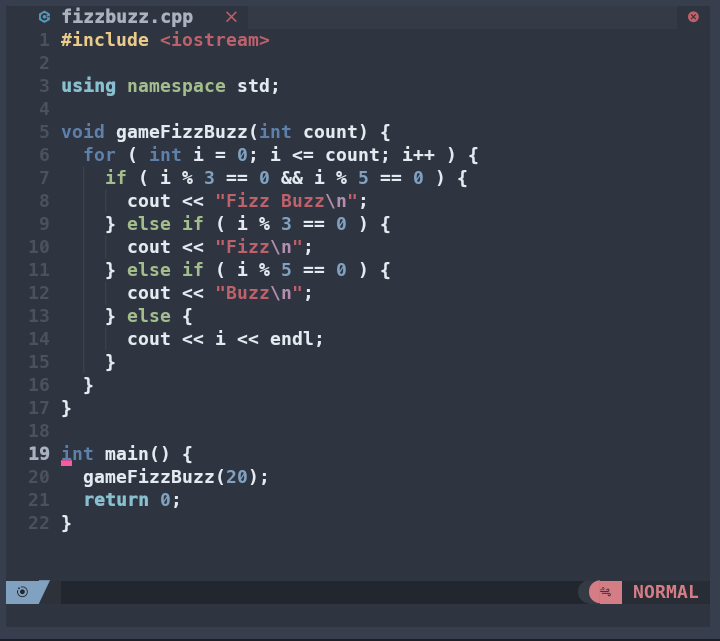 fizzbuzz.cpp
1 #include <iostream>
2
3 using namespace std;
4
5 void gameFizzBuzz(int count) {
6   for ( int i = 0; i <= count; i++ ) {
7     if ( i % 3 == 0 && i % 5 == 0 ) {
8       cout << "Fizz Buzz\n";
9     } else if ( i % 3 == 0 ) {
10       cout << "Fizz\n";
11     } else if ( i % 5 == 0 ) {
12       cout << "Buzz\n";
13     } else {
14       cout << i << endl;
15     }
16   }
17 }
18
19 int main() {
20   gameFizzBuzz(20);
21   return 0;
22 }
NORMAL